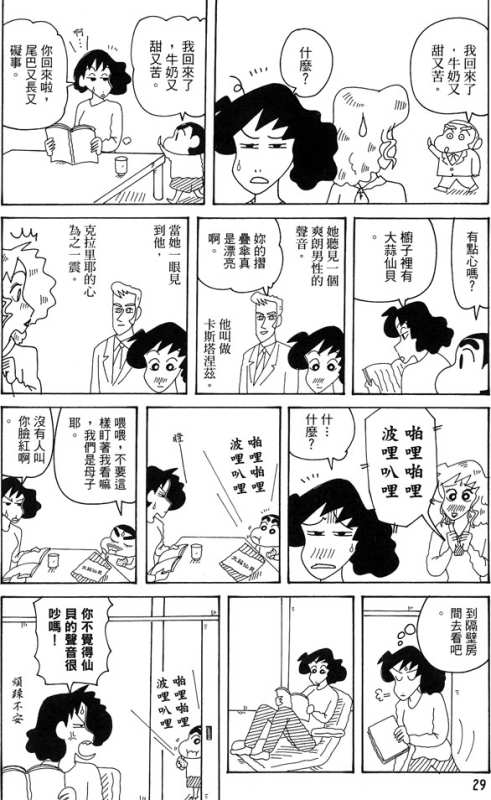 我回來了
，牛奶又
甜又苦。
啊…
你回來啦，
尾巴又長又
礙事。
什麼？
我回來了
．牛奶又
甜又苦。
有點心嗎？
櫥子裡有
大蒜仙貝
。
她聽見一個
爽朗男性的
聲音。
妳的摺
疊傘真
是漂亮
啊。
他叫做
卡斯塔涅茲。
當她一眼見
到他，
克拉里耶的心
為之一震。
啪哩啪哩
波哩叭哩
什…
什麼？
啪哩啪哩
波哩叭哩
瞪
喂喂，不要這
樣盯著我看嘛
，我們是母子
耶。
沒有人叫
你臉紅啊
。
到隔壁房
間去看吧
。
啪哩啪哩
波哩叭哩
你不覺得仙
貝的聲音很
吵嗎！
煩躁不安
29